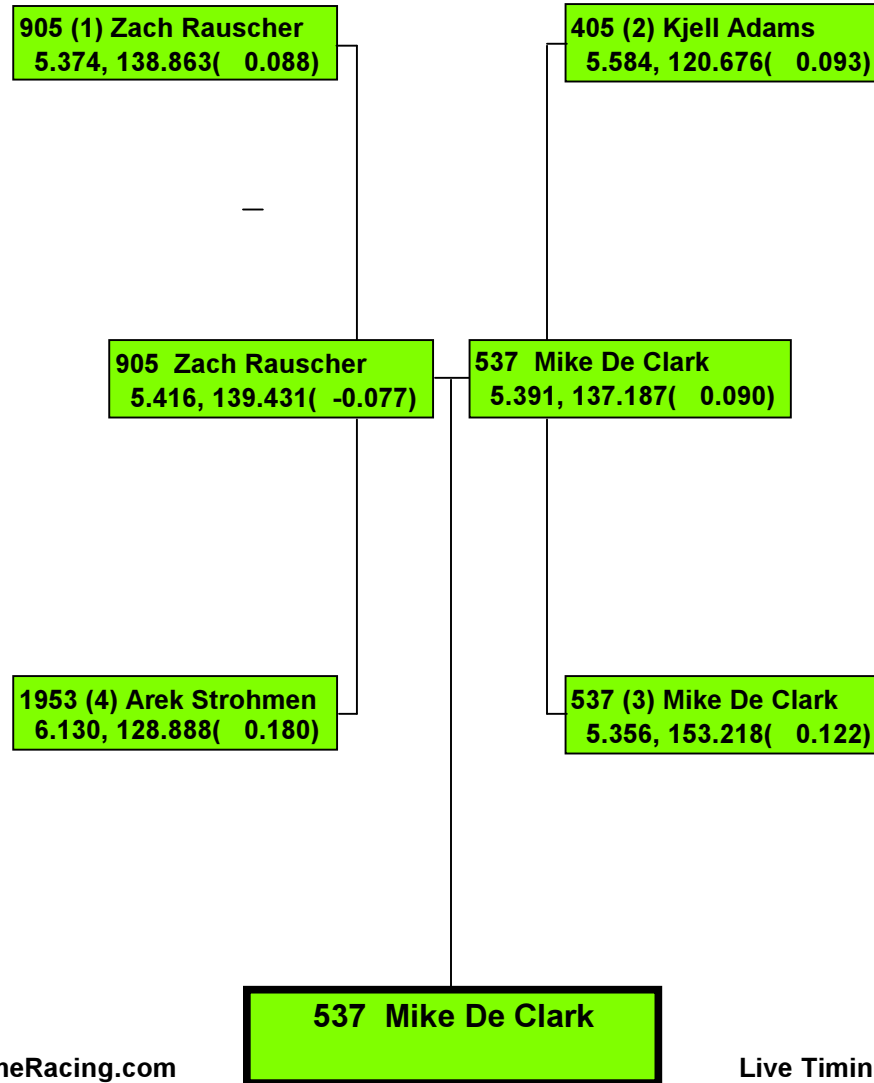 905 (1) Zach Rauscher
5.374, 138.863( 0.088)
405 (2) Kjell Adams
5.584, 120.676( 0.093)
905 Zach Rauscher
5.416, 139.431( -0.077)
537 Mike De Clark
5.391, 137.187( 0.090)
1953 (4) Arek Strohmen
6.130, 128.888( 0.180)
537 (3) Mike De Clark
5.356, 153.218( 0.122)
537 Mike De Clark
neRacing.com
Live Timin